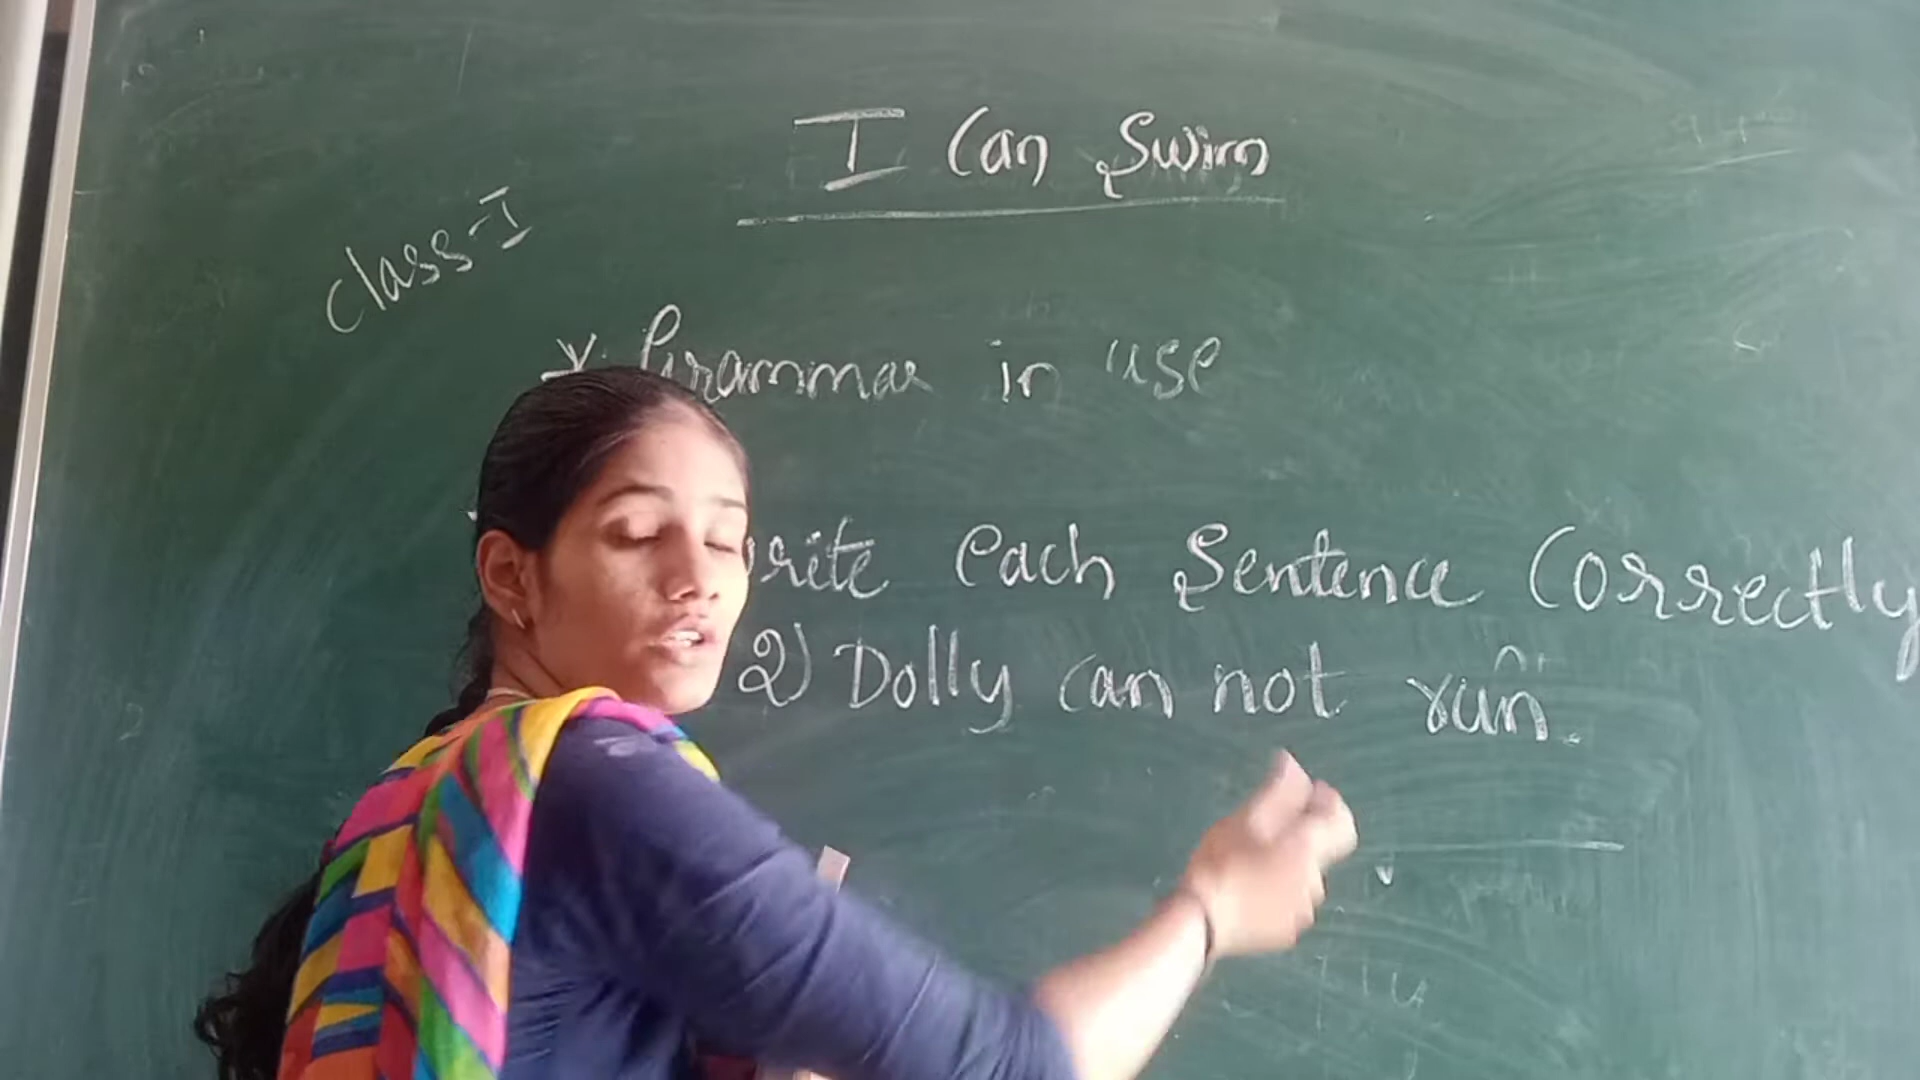 I Can Swim
Class-I
* Grammar in use
rite each Sentence Correctly
2) Dolly can not run.